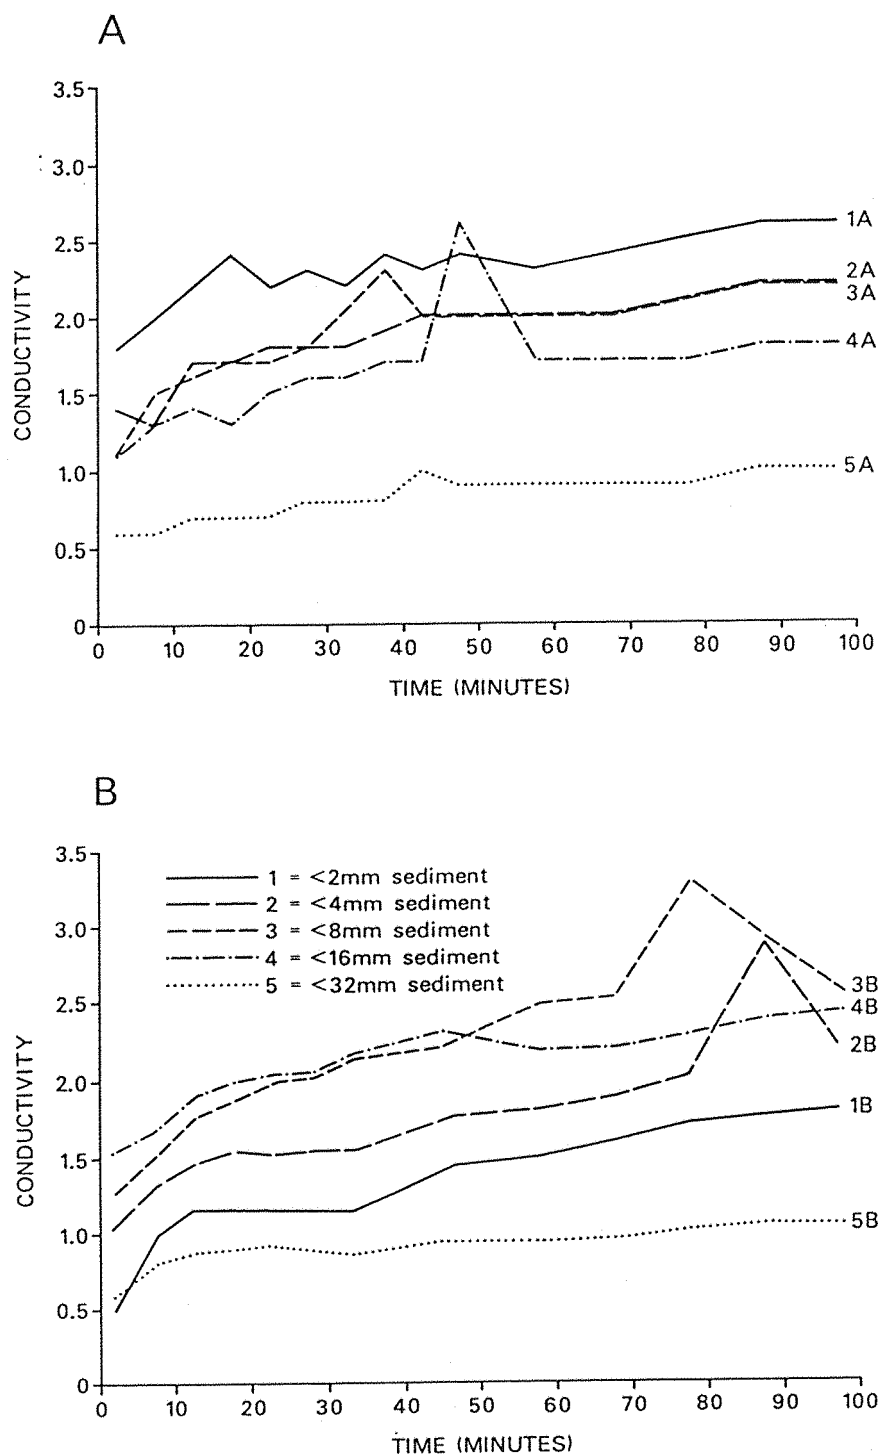 A
3.5
3.0
2.5
2.0
1.5
1.0
0.5
0
CONDUCTIVITY
1A
2A
3A
4A
5A
0 10 20 30 40 50 60 70 80 90 100
TIME (MINUTES)
B
3.5
3.0
2.5
2.0
1.5
1.0
0.5
0
CONDUCTIVITY
1 = <2mm sediment
2 = <4mm sediment
3 = <8mm sediment
4 = <16mm sediment
5 = <32mm sediment
3B
4B
2B
1B
5B
0 10 20 30 40 50 60 70 80 90 100
TIME (MINUTES)